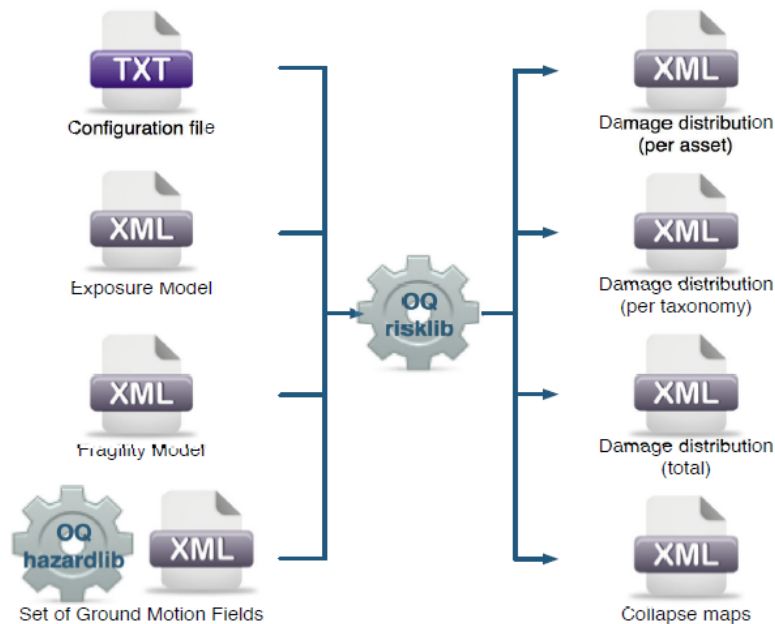 TXT
Configuration file
XML
Exposure Model
XML
Fragility Model
OQ
hazardlib
XML
Set of Ground Motion Fields
OQ
risklib
XML
Damage distribution
(per asset)
XML
Damage distribution
(per taxonomy)
XML
Damage distribution
(total)
XML
Collapse maps